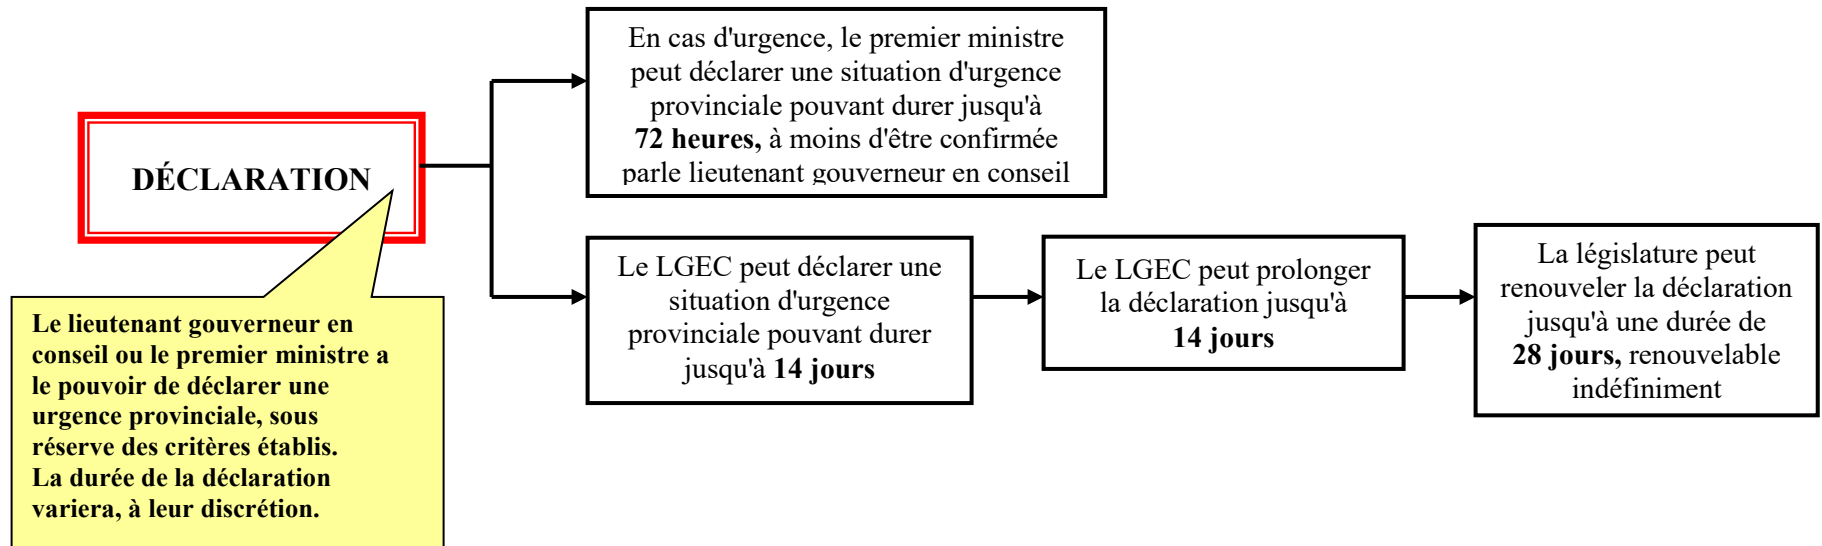 En cas d'urgence, le premier ministre
peut déclarer une situation d'urgence
provinciale pouvant durer jusqu'à
72 heures, à moins d'être confirmée
parle lieutenant gouverneur en conseil
DÉCLARATION
Le lieutenant gouverneur en
conseil ou le premier ministre a
le pouvoir de déclarer une
urgence provinciale, sous
réserve des critères établis.
La durée de la déclaration
variera, à leur discrétion.
Le LGEC peut déclarer une
situation d'urgence
provinciale pouvant durer
jusqu'à 14 jours
Le LGEC peut prolonger
la déclaration jusqu'à
14 jours
La législature peut
renouveler la déclaration
jusqu'à une durée de
28 jours, renouvelable
indéfiniment